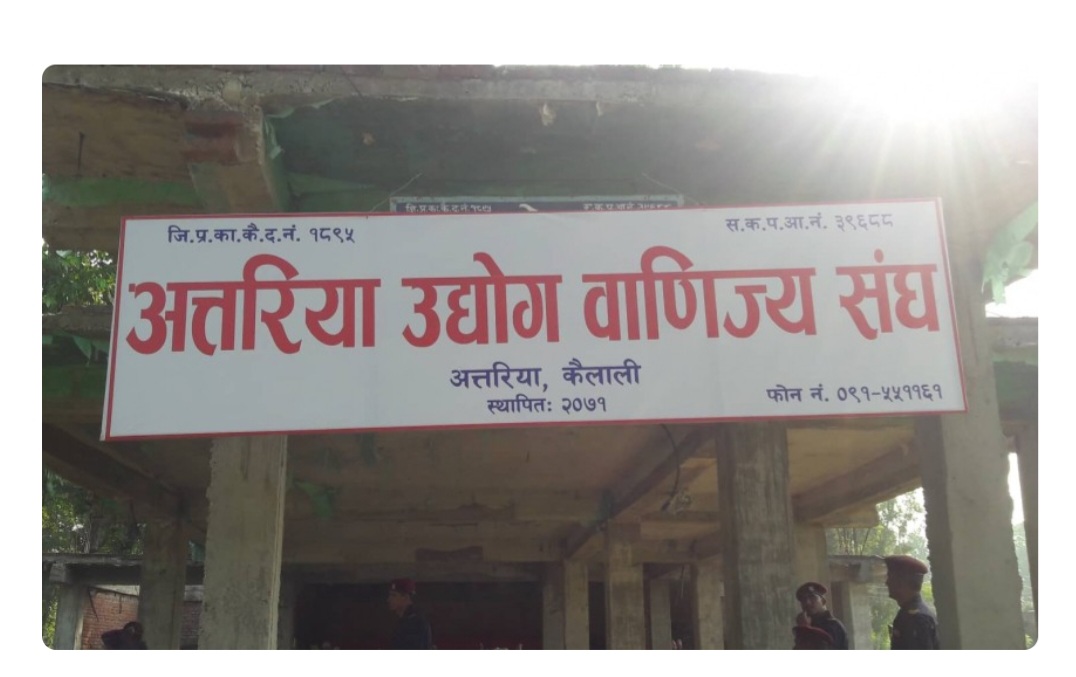 जि.प्र.का.कै.द.नं. १८९५
स.क.प.आ.नं. ३९६८८
अत्तरिया उद्योग वाणिज्य संघ
अत्तरिया, कैलाली
स्थापितः २०७१
फोन नं. ०९१-५५११६१